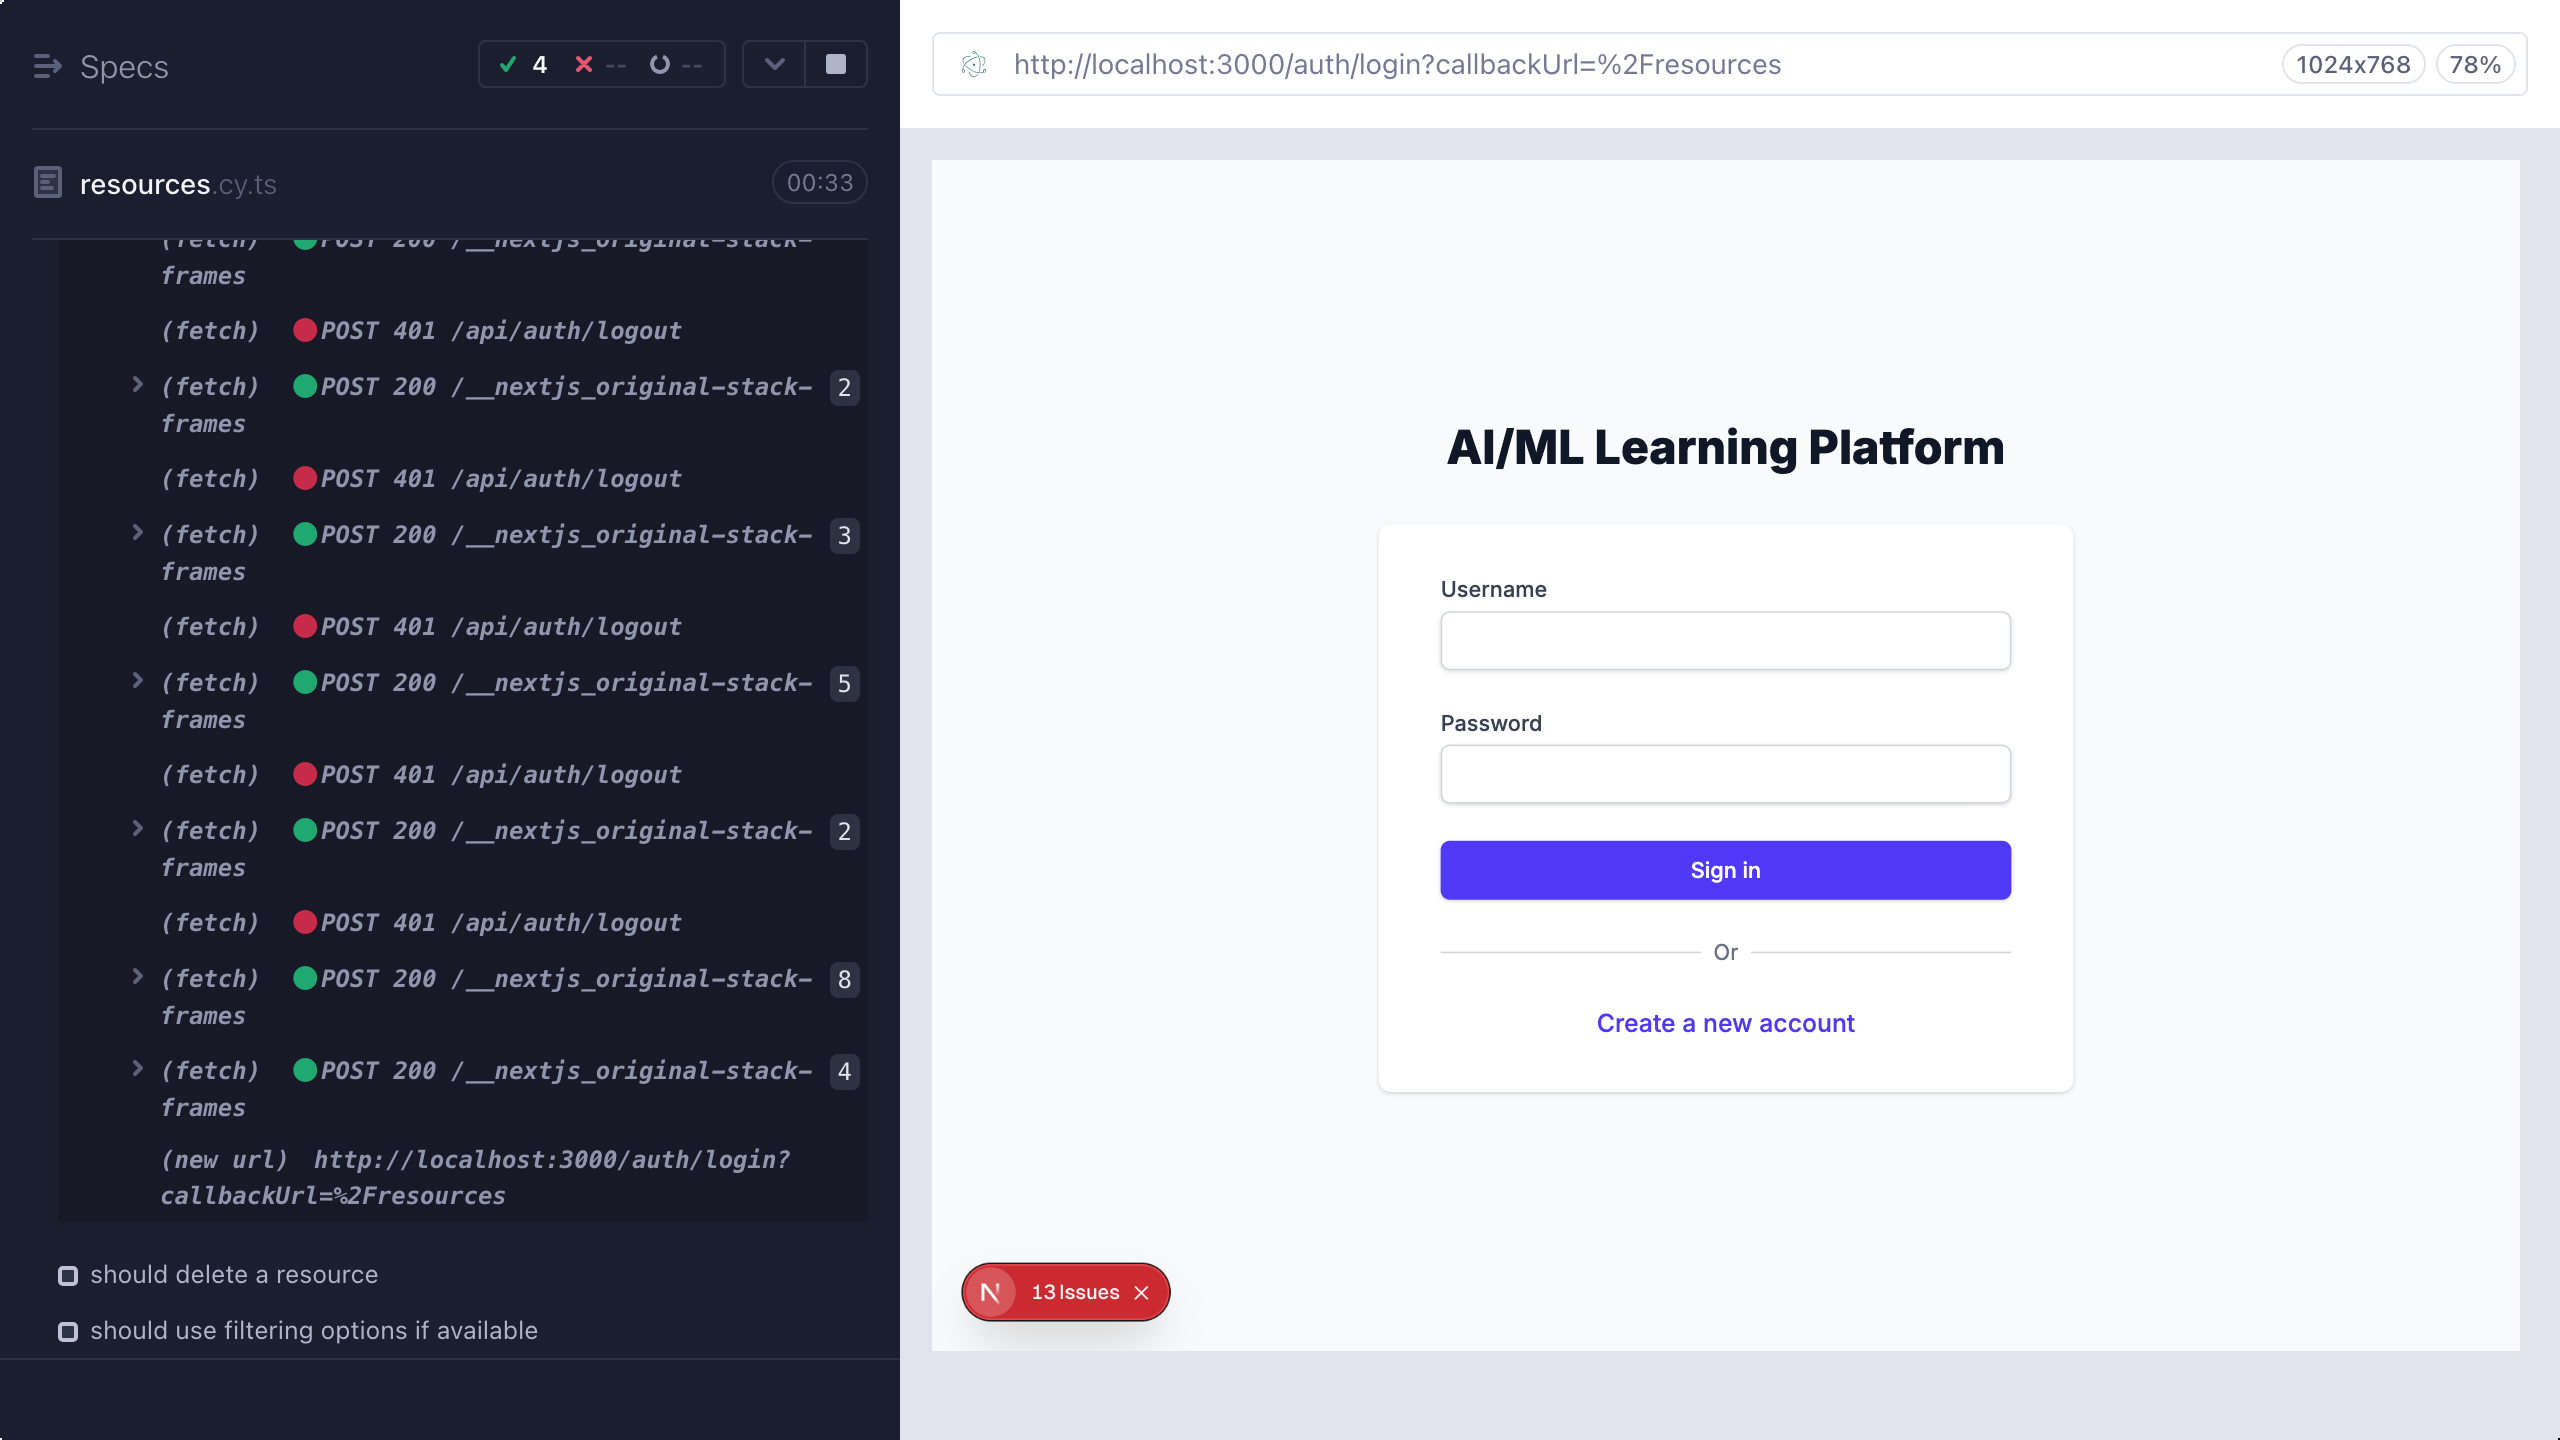 Specs
4 -- --
resources.cy.ts
00:33
(fetch) POST 200 /__nextjs_original-stack-
frames
(fetch) POST 401 /api/auth/logout
(fetch) POST 200 /__nextjs_original-stack- 2
frames
(fetch) POST 401 /api/auth/logout
(fetch) POST 200 /__nextjs_original-stack- 3
frames
(fetch) POST 401 /api/auth/logout
(fetch) POST 200 /__nextjs_original-stack- 5
frames
(fetch) POST 401 /api/auth/logout
(fetch) POST 200 /__nextjs_original-stack- 2
frames
(fetch) POST 401 /api/auth/logout
(fetch) POST 200 /__nextjs_original-stack- 8
frames
(fetch) POST 200 /__nextjs_original-stack- 4
frames
(new url) http://localhost:3000/auth/login?
callbackUrl=%2Fresources
should delete a resource
should use filtering options if available
http://localhost:3000/auth/login?callbackUrl=%2Fresources
1024x768
78%
AI/ML Learning Platform
Username
Password
Sign in
Or
Create a new account
N 13 Issues